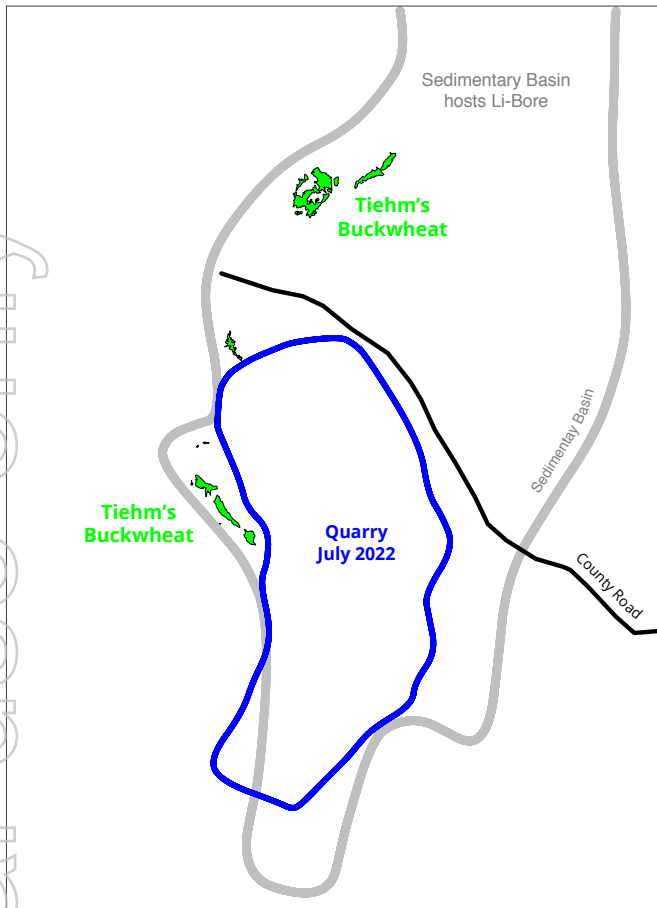 Sedimentary Basin
hosts Li-Bore
Tiehm's
Buckwheat
Sedimentay Basin
Tiehm's
Buckwheat
Quarry
July 2022
County Road